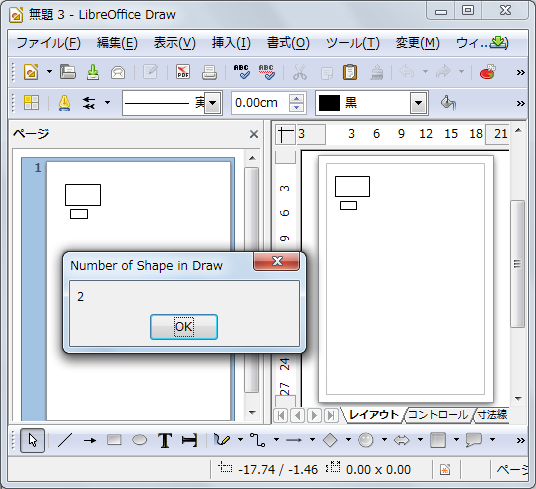 無題 3 - LibreOffice Draw
ファイル(F) 編集(E) 表示(V) 挿入(I) 書式(O) ツール(T) 変更(M) ウィ...
PDF ABC ABC
実 0.00cm 黒
ページ
3 3 6 9 12 15 18 21
1
3
6
9
Number of Shape in Draw
2
OK
24
27
レイアウト コントロール 寸法線
T
-17.74 / -1.46 0.00 x 0.00 ペー